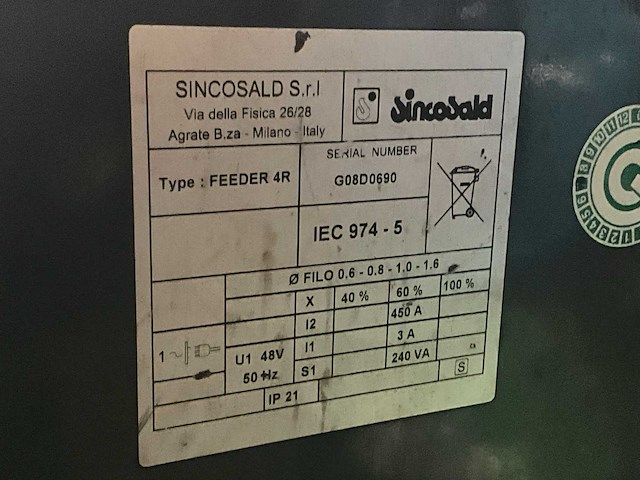 SINCOSALD S.r.l
Via della Fisica 26/28
Agrate B.za - Milano - Italy
Sincosald
Type : FEEDER 4R
SERIAL NUMBER
G08D0690
IEC 974 - 5
Ø FILO 0.6 - 0.8 - 1.0 - 1.6
X 40 % 60 % 100 %
I2 450 A
1~ U1 48V I1 3 A
50 Hz S1 240 VA
S
IP 21